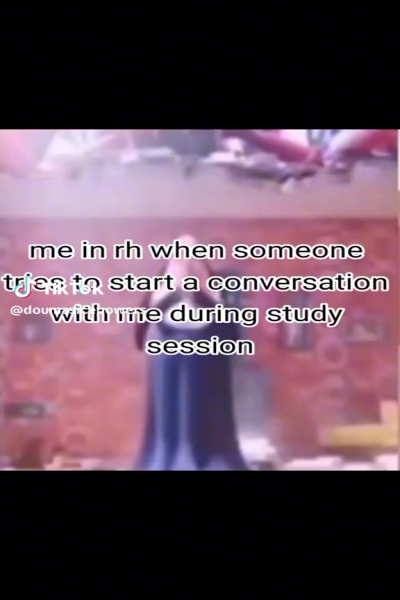 me in rh when someone
tries to start a conversation
with me during study
session
TikTok